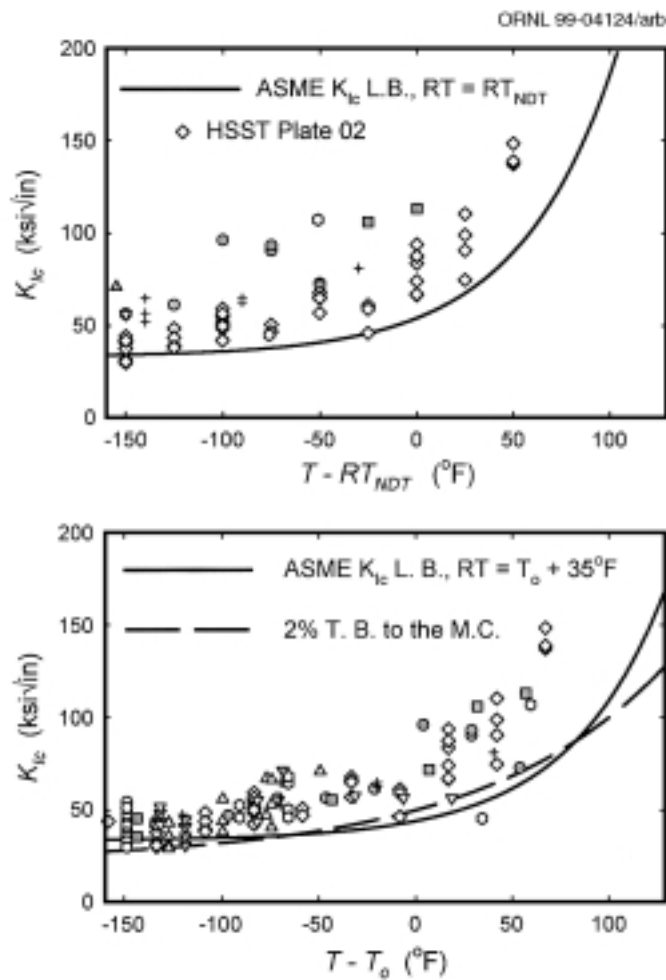 ORNL 99-04124/arb
200
150
100
50
0
K_Ic (ksi√in)
ASME K_Ic L.B., RT = RT_NDT
HSST Plate 02
-150 -100 -50 0 50 100
T - RT_NDT (°F)
200
150
100
50
0
K_Ic (ksi√in)
ASME K_Ic L. B., RT = T_o + 35°F
2% T. B. to the M.C.
-150 -100 -50 0 50 100
T - T_o (°F)